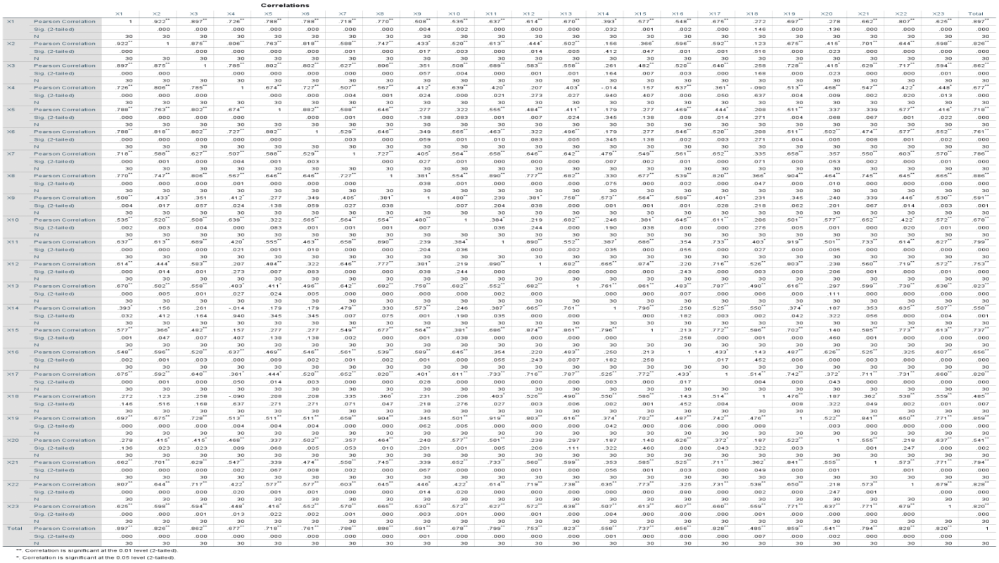 Correlations
X1 X2 X3 X4 X5 X6 X7 X8 X9 X10 X11 X12 X13 X14 X15 X16 X17 X18 X19 X20 X21 X22 X23 Total
X1 Pearson Correlation 1 .922** .897** .726** .788** .788** .718** .770** .508** .535** .637** .614** .670** .393* .577** .548** .675** .272 .697** .278 .662** .807** .625** .897**
Sig. (2-tailed) .000 .000 .000 .000 .000 .000 .000 .004 .002 .000 .000 .000 .032 .001 .002 .000 .146 .000 .136 .000 .000 .000 .000
N 30 30 30 30 30 30 30 30 30 30 30 30 30 30 30 30 30 30 30 30 30 30 30 30
X2 Pearson Correlation .922** 1 .875** .806** .763** .818** .588** .747** .433* .520** .613** .444* .502** .156 .366* .596** .592** .123 .675** .415* .701** .644** .598** .826**
Sig. (2-tailed) .000 .000 .000 .000 .000 .001 .000 .017 .003 .000 .014 .005 .412 .047 .001 .001 .516 .000 .023 .000 .000 .000 .000
N 30 30 30 30 30 30 30 30 30 30 30 30 30 30 30 30 30 30 30 30 30 30 30 30
X3 Pearson Correlation .897** .875** 1 .785** .802** .802** .627** .806** .351 .508** .689** .583** .558** .261 .482** .520** .640** .258 .728** .415* .629** .717** .594** .862**
Sig. (2-tailed) .000 .000 .000 .000 .000 .000 .000 .057 .004 .000 .001 .001 .164 .007 .003 .000 .168 .000 .023 .000 .000 .001 .000
N 30 30 30 30 30 30 30 30 30 30 30 30 30 30 30 30 30 30 30 30 30 30 30 30
X4 Pearson Correlation .726** .806** .785** 1 .674** .727** .507** .567** .412* .639** .420* .207 .403* -.014 .157 .637** .361* -.090 .513** .468** .547** .422* .448* .677**
Sig. (2-tailed) .000 .000 .000 .000 .000 .004 .001 .024 .000 .021 .273 .027 .940 .407 .000 .050 .637 .004 .009 .002 .020 .013 .000
N 30 30 30 30 30 30 30 30 30 30 30 30 30 30 30 30 30 30 30 30 30 30 30 30
X5 Pearson Correlation .788** .763** .802** .674** 1 .882** .588** .646** .277 .322 .555** .484** .411* .179 .277 .469** .444* .208 .511** .337 .339 .577** .416* .718**
Sig. (2-tailed) .000 .000 .000 .000 .000 .001 .000 .138 .083 .001 .007 .024 .345 .138 .009 .014 .271 .004 .068 .067 .001 .022 .000
N 30 30 30 30 30 30 30 30 30 30 30 30 30 30 30 30 30 30 30 30 30 30 30 30
X6 Pearson Correlation .788** .818** .802** .727** .882** 1 .529** .646** .349 .565** .463** .322 .496** .179 .277 .546** .520** .208 .511** .502** .474** .577** .552** .761**
Sig. (2-tailed) .000 .000 .000 .000 .000 .003 .000 .059 .001 .010 .083 .005 .345 .138 .002 .003 .271 .004 .005 .008 .001 .002 .000
N 30 30 30 30 30 30 30 30 30 30 30 30 30 30 30 30 30 30 30 30 30 30 30 30
X7 Pearson Correlation .718** .588** .627** .507** .588** .529** 1 .727** .405* .564** .658** .646** .642** .479** .549** .561** .652** .335 .658** .357 .550** .603** .570** .786**
Sig. (2-tailed) .000 .001 .000 .004 .001 .003 .000 .027 .001 .000 .000 .000 .007 .002 .001 .000 .071 .000 .053 .002 .000 .001 .000
N 30 30 30 30 30 30 30 30 30 30 30 30 30 30 30 30 30 30 30 30 30 30 30 30
X8 Pearson Correlation .770** .747** .806** .567** .646** .646** .727** 1 .381* .554** .890** .777** .682** .330 .677** .539** .820** .366* .904** .464** .745** .645** .665** .886**
Sig. (2-tailed) .000 .000 .000 .001 .000 .000 .000 .038 .001 .000 .000 .000 .075 .000 .002 .000 .047 .000 .010 .000 .000 .000 .000
N 30 30 30 30 30 30 30 30 30 30 30 30 30 30 30 30 30 30 30 30 30 30 30 30
X9 Pearson Correlation .508** .433* .351 .412* .277 .349 .405* .381* 1 .480** .239 .381* .758** .573** .564** .589** .401* .231 .345 .240 .339 .446* .530** .591**
Sig. (2-tailed) .004 .017 .057 .024 .138 .059 .027 .038 .007 .204 .038 .000 .001 .001 .001 .028 .218 .062 .201 .067 .014 .003 .001
N 30 30 30 30 30 30 30 30 30 30 30 30 30 30 30 30 30 30 30 30 30 30 30 30
X10 Pearson Correlation .535** .520** .508** .639** .322 .565** .564** .554** .480** 1 .384* .219 .682** .246 .381* .645** .611** .206 .501** .577** .652** .422* .572** .678**
Sig. (2-tailed) .002 .003 .004 .000 .083 .001 .001 .001 .007 .036 .244 .000 .190 .038 .000 .000 .276 .005 .001 .000 .020 .001 .000
N 30 30 30 30 30 30 30 30 30 30 30 30 30 30 30 30 30 30 30 30 30 30 30 30
X11 Pearson Correlation .637** .613** .689** .420* .555** .463** .658** .890** .239 .384* 1 .890** .552** .387* .686** .354 .733** .403* .919** .501** .733** .614** .627** .799**
Sig. (2-tailed) .000 .000 .000 .021 .001 .010 .000 .000 .204 .036 .000 .002 .035 .000 .055 .000 .027 .000 .005 .000 .000 .000 .000
N 30 30 30 30 30 30 30 30 30 30 30 30 30 30 30 30 30 30 30 30 30 30 30 30
X12 Pearson Correlation .614** .444* .583** .207 .484** .322 .646** .777** .381* .219 .890** 1 .682** .665** .874** .220 .716** .526** .803** .238 .560** .719** .572** .753**
Sig. (2-tailed) .000 .014 .001 .273 .007 .083 .000 .000 .038 .244 .000 .000 .000 .000 .243 .000 .003 .000 .206 .001 .000 .001 .000
N 30 30 30 30 30 30 30 30 30 30 30 30 30 30 30 30 30 30 30 30 30 30 30 30
X13 Pearson Correlation .670** .502** .558** .403* .411* .496** .642** .682** .758** .682** .552** .682** 1 .761** .861** .483** .787** .490** .616** .297 .599** .738** .638** .823**
Sig. (2-tailed) .000 .005 .001 .027 .024 .005 .000 .000 .000 .000 .002 .000 .000 .000 .007 .000 .006 .000 .111 .000 .000 .000 .000
N 30 30 30 30 30 30 30 30 30 30 30 30 30 30 30 30 30 30 30 30 30 30 30 30
X14 Pearson Correlation .393* .156 .261 -.014 .179 .179 .479** .330 .573** .246 .387* .665** .761** 1 .796** .250 .525** .550** .374* .187 .353 .635** .507** .558**
Sig. (2-tailed) .032 .412 .164 .940 .345 .345 .007 .075 .001 .190 .035 .000 .000 .000 .182 .003 .002 .042 .322 .056 .000 .004 .001
N 30 30 30 30 30 30 30 30 30 30 30 30 30 30 30 30 30 30 30 30 30 30 30 30
X15 Pearson Correlation .577** .366* .482** .157 .277 .277 .549** .677** .564** .381* .686** .874** .861** .796** 1 .213 .772** .586** .702** .140 .585** .773** .613** .737**
Sig. (2-tailed) .001 .047 .007 .407 .138 .138 .002 .000 .001 .038 .000 .000 .000 .000 .258 .000 .001 .000 .460 .001 .000 .000 .000
N 30 30 30 30 30 30 30 30 30 30 30 30 30 30 30 30 30 30 30 30 30 30 30 30
X16 Pearson Correlation .548** .596** .520** .637** .469** .546** .561** .539** .589** .645** .354 .220 .483** .250 .213 1 .433* .143 .487** .626** .525** .325 .607** .656**
Sig. (2-tailed) .002 .001 .003 .000 .009 .002 .001 .002 .001 .000 .055 .243 .007 .182 .258 .017 .452 .006 .000 .003 .080 .000 .000
N 30 30 30 30 30 30 30 30 30 30 30 30 30 30 30 30 30 30 30 30 30 30 30 30
X17 Pearson Correlation .675** .592** .640** .361* .444* .520** .652** .820** .401* .611** .733** .716** .787** .525** .772** .433* 1 .514** .742** .372* .711** .731** .660** .828**
Sig. (2-tailed) .000 .001 .000 .050 .014 .003 .000 .000 .028 .000 .000 .000 .000 .003 .000 .017 .004 .000 .043 .000 .000 .000 .000
N 30 30 30 30 30 30 30 30 30 30 30 30 30 30 30 30 30 30 30 30 30 30 30 30
X18 Pearson Correlation .272 .123 .258 -.090 .208 .208 .335 .366* .231 .206 .403* .526** .490** .550** .586** .143 .514** 1 .476** .187 .362* .538** .559** .485**
Sig. (2-tailed) .146 .516 .168 .637 .271 .271 .071 .047 .218 .276 .027 .003 .006 .002 .001 .452 .004 .008 .322 .049 .002 .001 .007
N 30 30 30 30 30 30 30 30 30 30 30 30 30 30 30 30 30 30 30 30 30 30 30 30
X19 Pearson Correlation .697** .675** .728** .513** .511** .511** .658** .904** .345 .501** .919** .803** .616** .374* .702** .487** .742** .476** 1 .522** .841** .650** .771** .859**
Sig. (2-tailed) .000 .000 .000 .004 .004 .004 .000 .000 .062 .005 .000 .000 .000 .042 .000 .006 .000 .008 .003 .000 .000 .000 .000
N 30 30 30 30 30 30 30 30 30 30 30 30 30 30 30 30 30 30 30 30 30 30 30 30
X20 Pearson Correlation .278 .415* .415* .468** .337 .502** .357 .464** .240 .577** .501** .238 .297 .187 .140 .626** .372* .187 .522** 1 .555** .218 .637** .541**
Sig. (2-tailed) .136 .023 .023 .009 .068 .005 .053 .010 .201 .001 .005 .206 .111 .322 .460 .000 .043 .322 .003 .001 .247 .000 .002
N 30 30 30 30 30 30 30 30 30 30 30 30 30 30 30 30 30 30 30 30 30 30 30 30
X21 Pearson Correlation .662** .701** .629** .547** .339 .474** .550** .745** .339 .652** .733** .560** .599** .353 .585** .525** .711** .362* .841** .555** 1 .573** .771** .794**
Sig. (2-tailed) .000 .000 .000 .002 .067 .008 .002 .000 .067 .000 .000 .001 .000 .056 .001 .003 .000 .049 .000 .001 .001 .000 .000
N 30 30 30 30 30 30 30 30 30 30 30 30 30 30 30 30 30 30 30 30 30 30 30 30
X22 Pearson Correlation .807** .644** .717** .422* .577** .577** .603** .645** .446* .422* .614** .719** .738** .635** .773** .325 .731** .538** .650** .218 .573** 1 .679** .828**
Sig. (2-tailed) .000 .000 .000 .020 .001 .001 .000 .000 .014 .020 .000 .000 .000 .000 .000 .080 .000 .002 .000 .247 .001 .000 .000
N 30 30 30 30 30 30 30 30 30 30 30 30 30 30 30 30 30 30 30 30 30 30 30 30
X23 Pearson Correlation .625** .598** .594** .448* .416* .552** .570** .665** .530** .572** .627** .572** .638** .507** .613** .607** .660** .559** .771** .637** .771** .679** 1 .820**
Sig. (2-tailed) .000 .000 .001 .013 .022 .002 .001 .000 .003 .001 .000 .001 .000 .004 .000 .000 .000 .001 .000 .000 .000 .000 .000
N 30 30 30 30 30 30 30 30 30 30 30 30 30 30 30 30 30 30 30 30 30 30 30 30
Total Pearson Correlation .897** .826** .862** .677** .718** .761** .786** .886** .591** .678** .799** .753** .823** .558** .737** .656** .828** .485** .859** .541** .794** .828** .820** 1
Sig. (2-tailed) .000 .000 .000 .000 .000 .000 .000 .000 .001 .000 .000 .000 .000 .001 .000 .000 .000 .007 .000 .002 .000 .000 .000
N 30 30 30 30 30 30 30 30 30 30 30 30 30 30 30 30 30 30 30 30 30 30 30 30
**. Correlation is significant at the 0.01 level (2-tailed).
*. Correlation is significant at the 0.05 level (2-tailed).